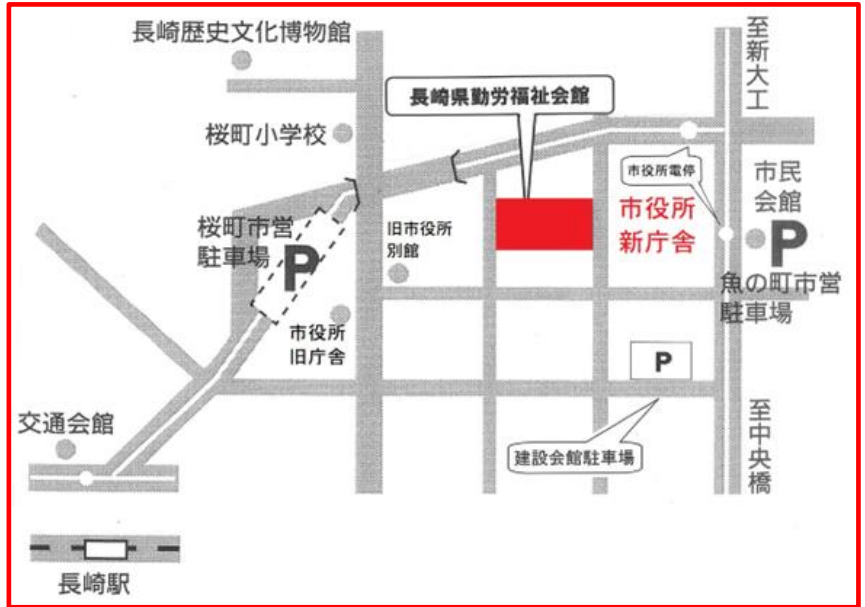 長崎歴史文化博物館
至新大工
長崎県勤労福祉会館
桜町小学校
市役所電停
市民
会館
市役所
新庁舎
桜町市営
駐車場
P
旧市役所
別館
P
魚の町市営
駐車場
市役所
旧庁舎
P
交通会館
建設会館駐車場
至中央橋
長崎駅